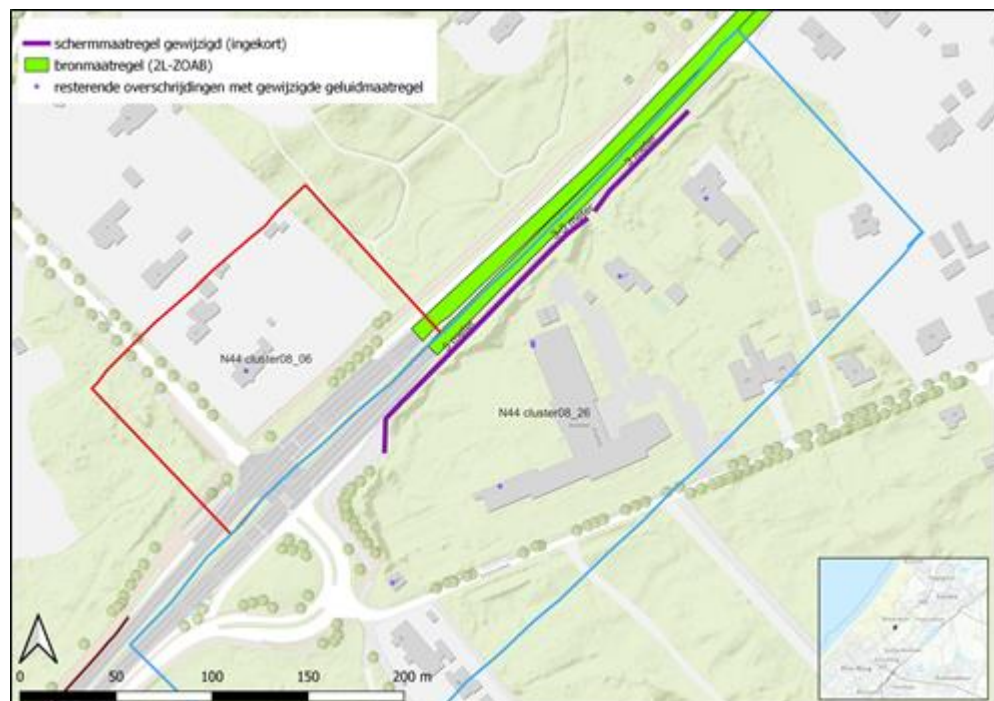 schermmaatregel gewijzigd (ingekort)
bronmaatregel (2L-ZOAB)
resterende overschrijdingen met gewijzigde geluidmaatregel
N44 cluster08_06
N44 cluster08_26
0 50 100 150 200 m